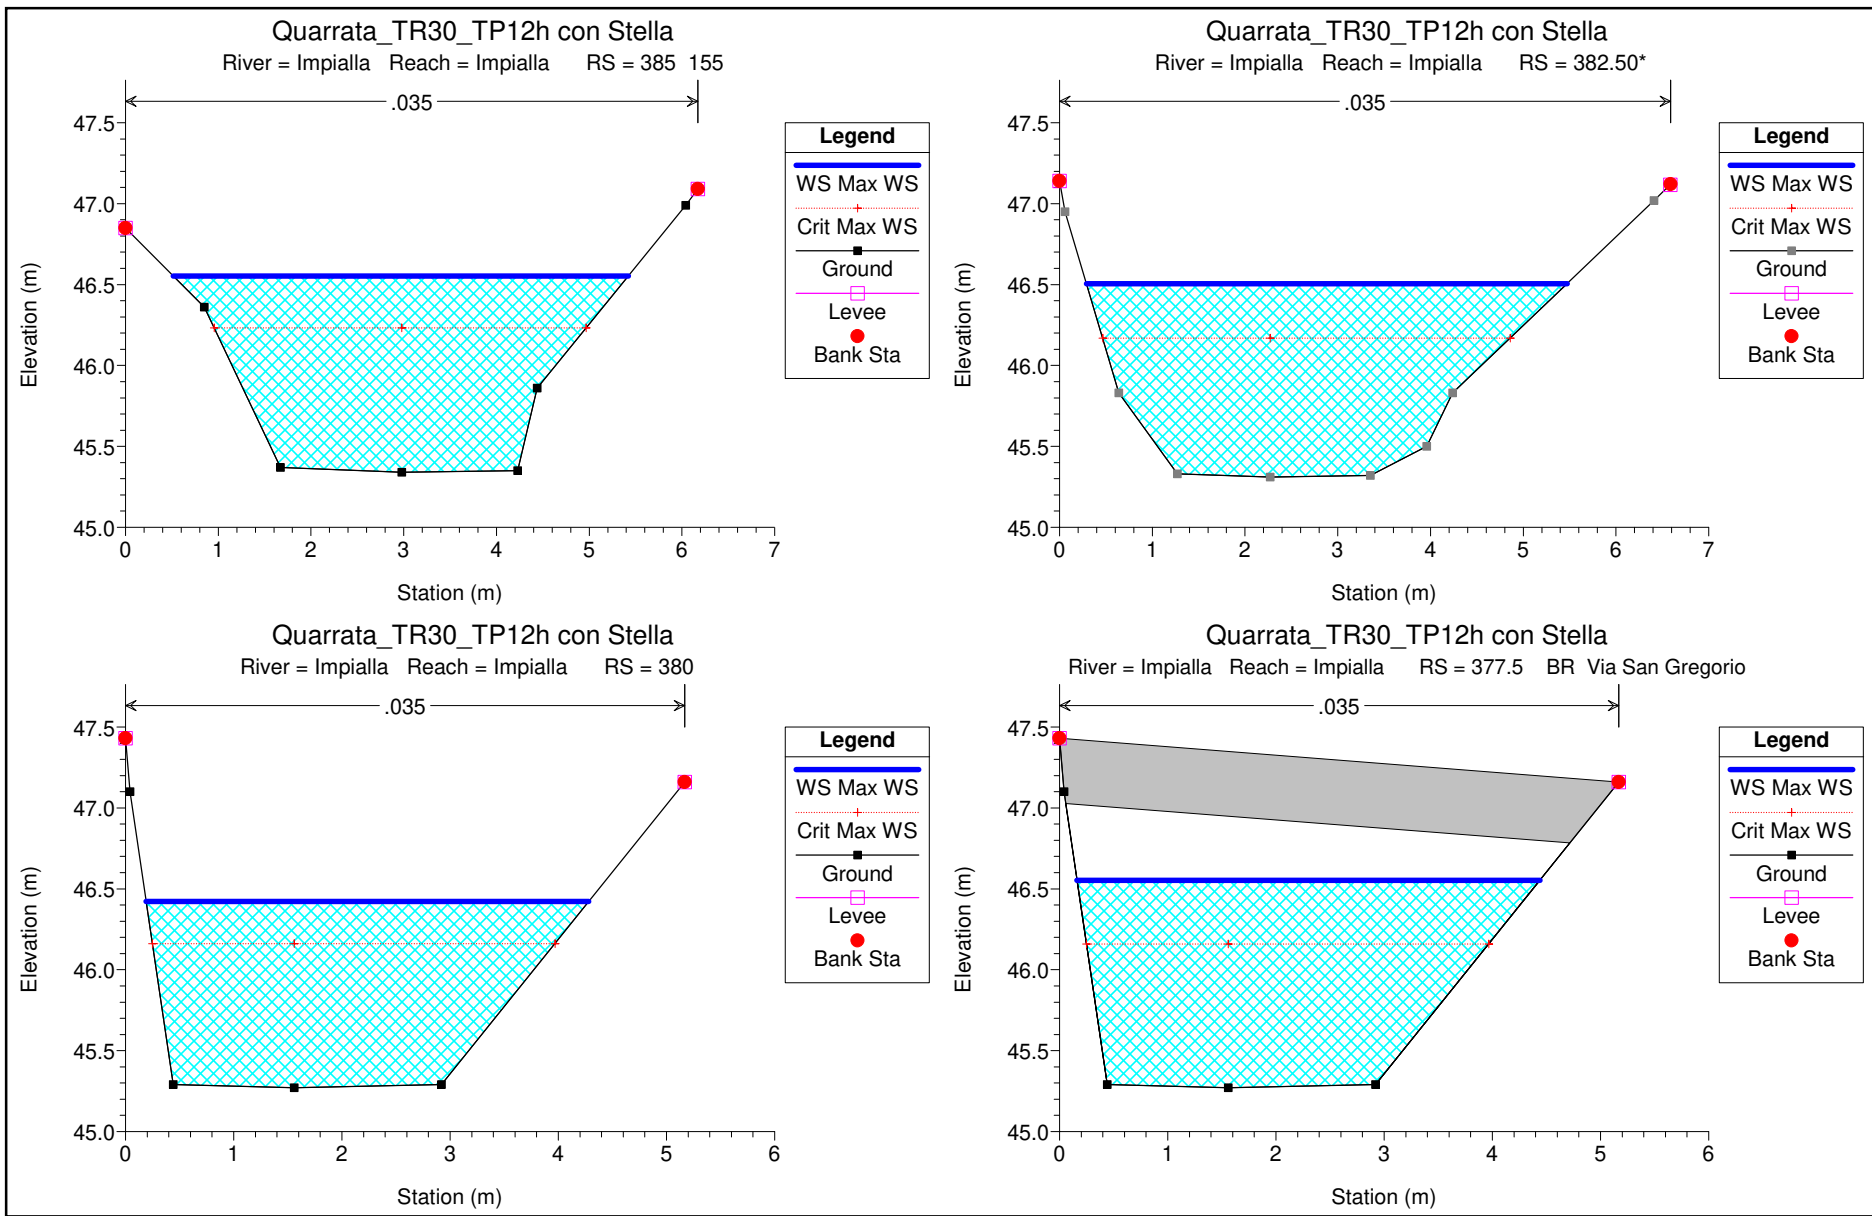 Quarrata_TR30_TP12h con Stella
River = Impialla Reach = Impialla RS = 385 155
.035
47.5
47.0
46.5
46.0
45.5
45.0
0 1 2 3 4 5 6 7
Elevation (m)
Station (m)
Legend
WS Max WS
Crit Max WS
Ground
Levee
Bank Sta
Quarrata_TR30_TP12h con Stella
River = Impialla Reach = Impialla RS = 382.50*
.035
47.5
47.0
46.5
46.0
45.5
45.0
0 1 2 3 4 5 6 7
Elevation (m)
Station (m)
Legend
WS Max WS
Crit Max WS
Ground
Levee
Bank Sta
Quarrata_TR30_TP12h con Stella
River = Impialla Reach = Impialla RS = 380
.035
47.5
47.0
46.5
46.0
45.5
45.0
0 1 2 3 4 5 6
Elevation (m)
Station (m)
Legend
WS Max WS
Crit Max WS
Ground
Levee
Bank Sta
Quarrata_TR30_TP12h con Stella
River = Impialla Reach = Impialla RS = 377.5 BR Via San Gregorio
.035
47.5
47.0
46.5
46.0
45.5
45.0
0 1 2 3 4 5 6
Elevation (m)
Station (m)
Legend
WS Max WS
Crit Max WS
Ground
Levee
Bank Sta